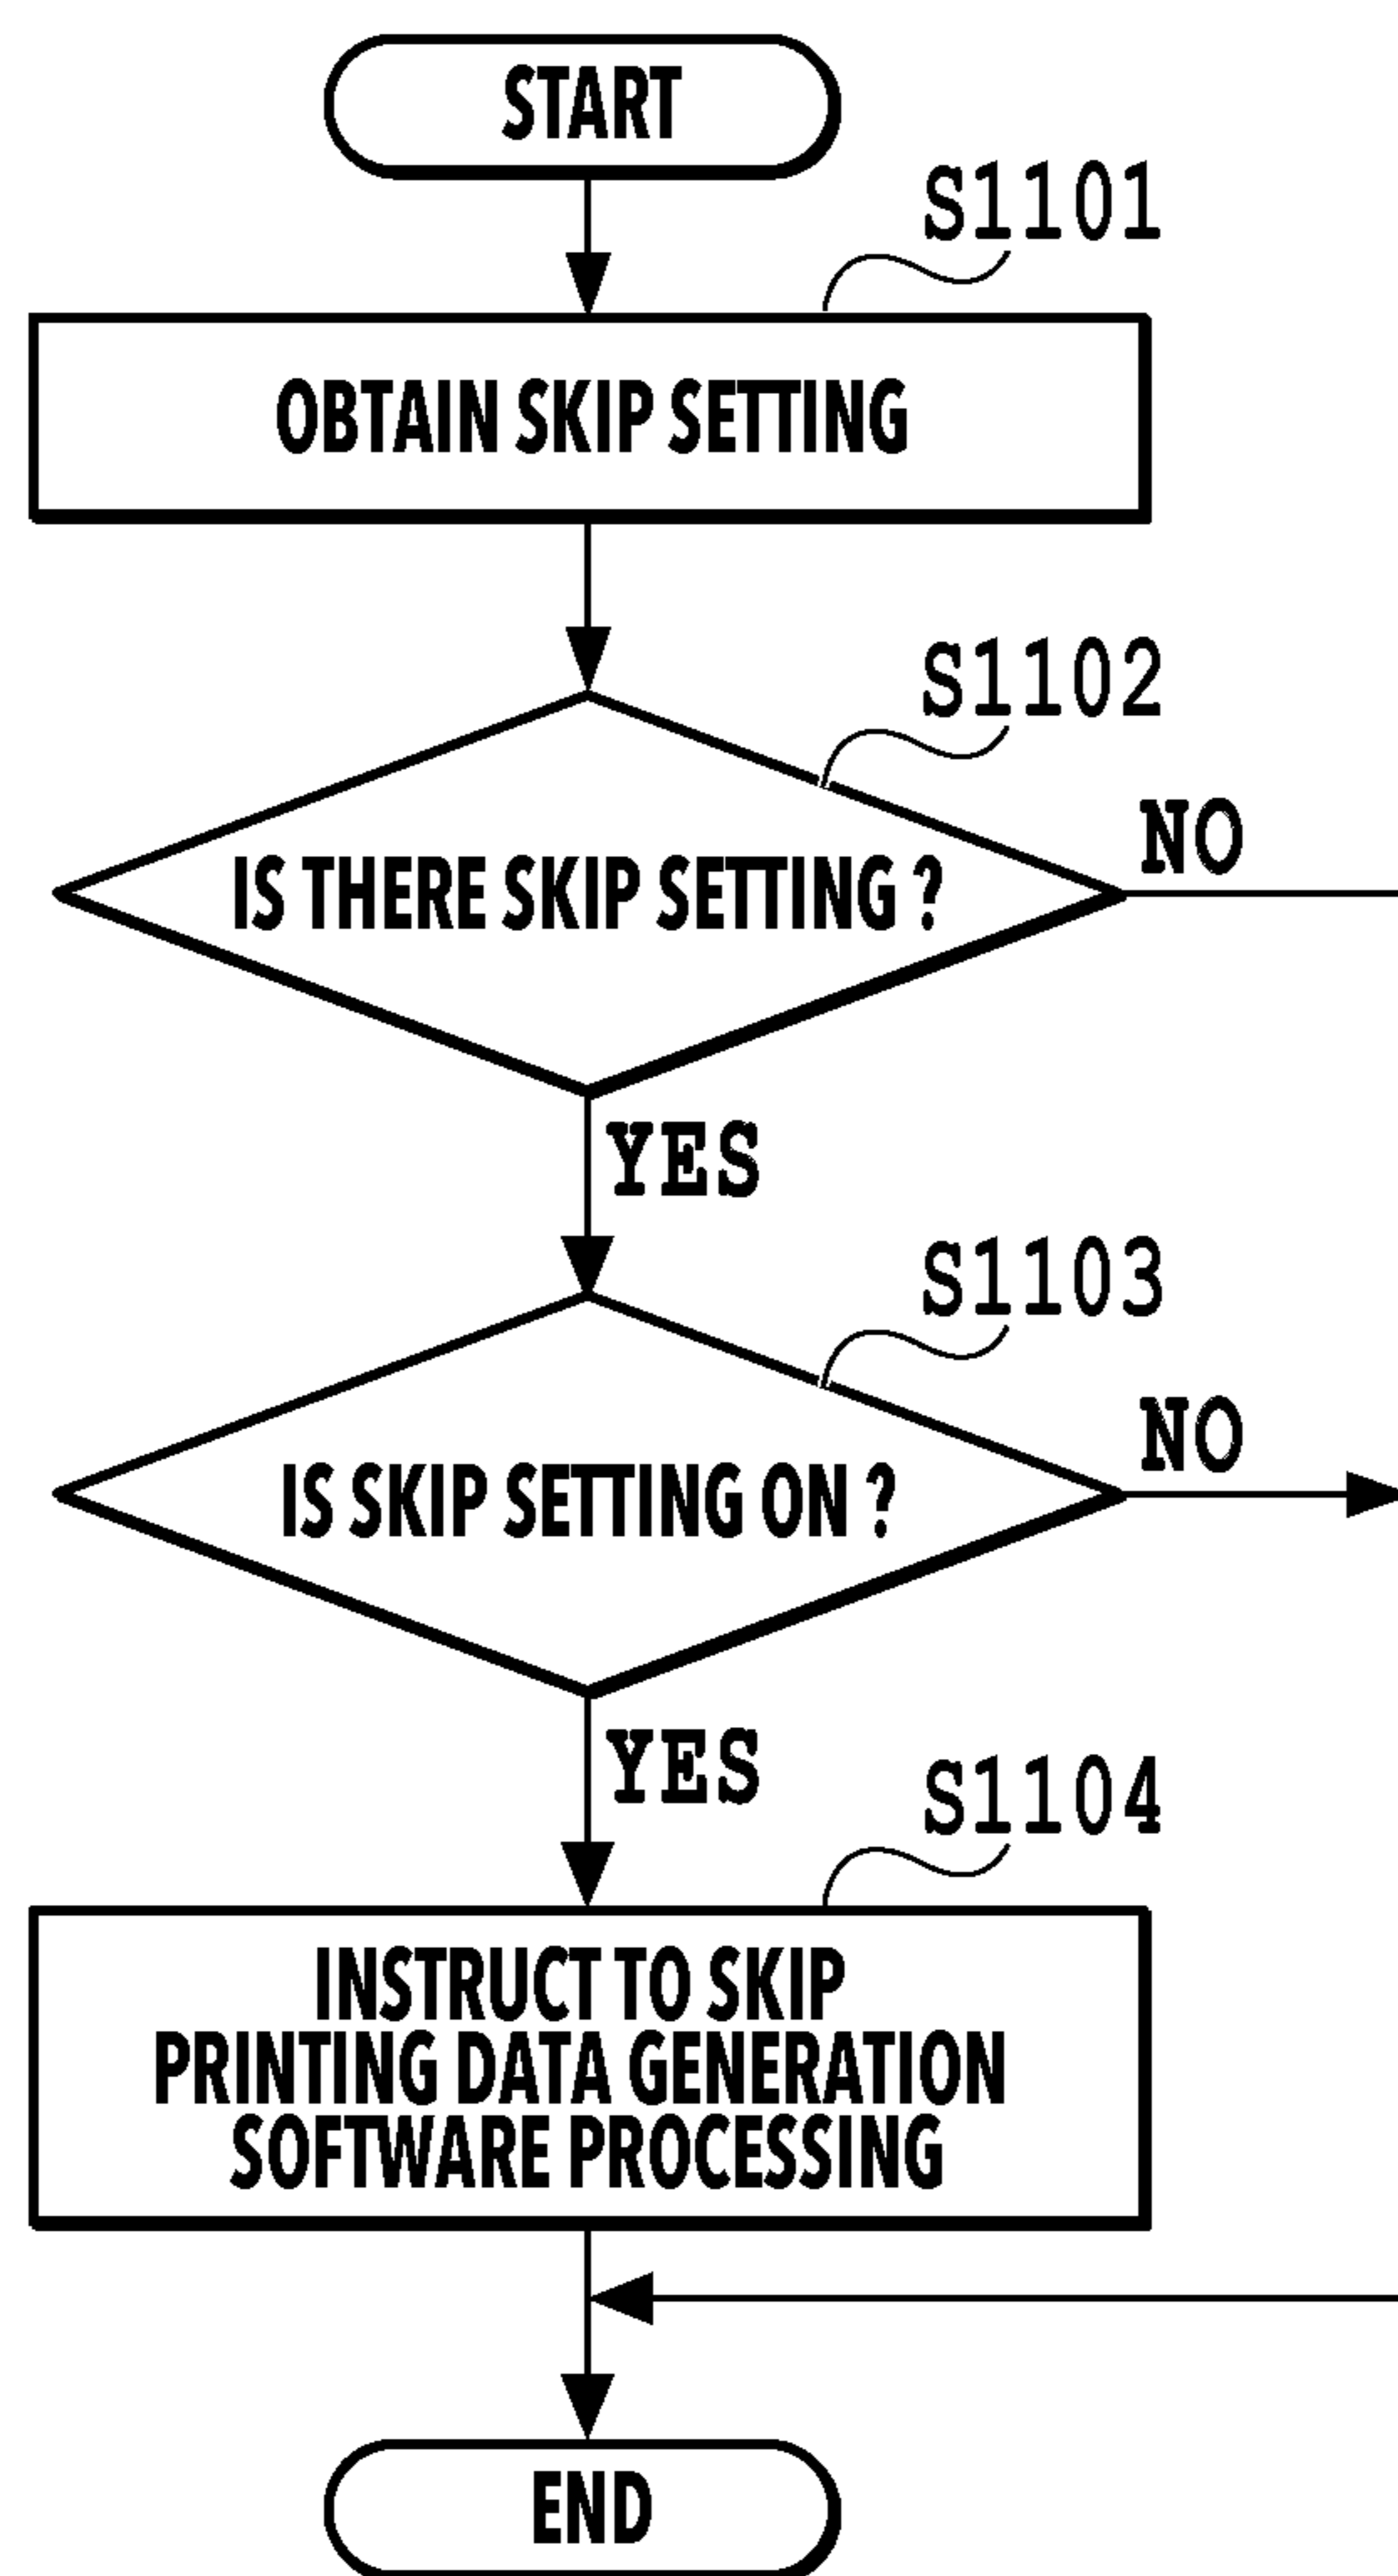 START
S1101
OBTAIN SKIP SETTING
S1102
IS THERE SKIP SETTING ?
NO
YES
S1103
IS SKIP SETTING ON ?
NO
YES
S1104
INSTRUCT TO SKIP
PRINTING DATA GENERATION
SOFTWARE PROCESSING
END